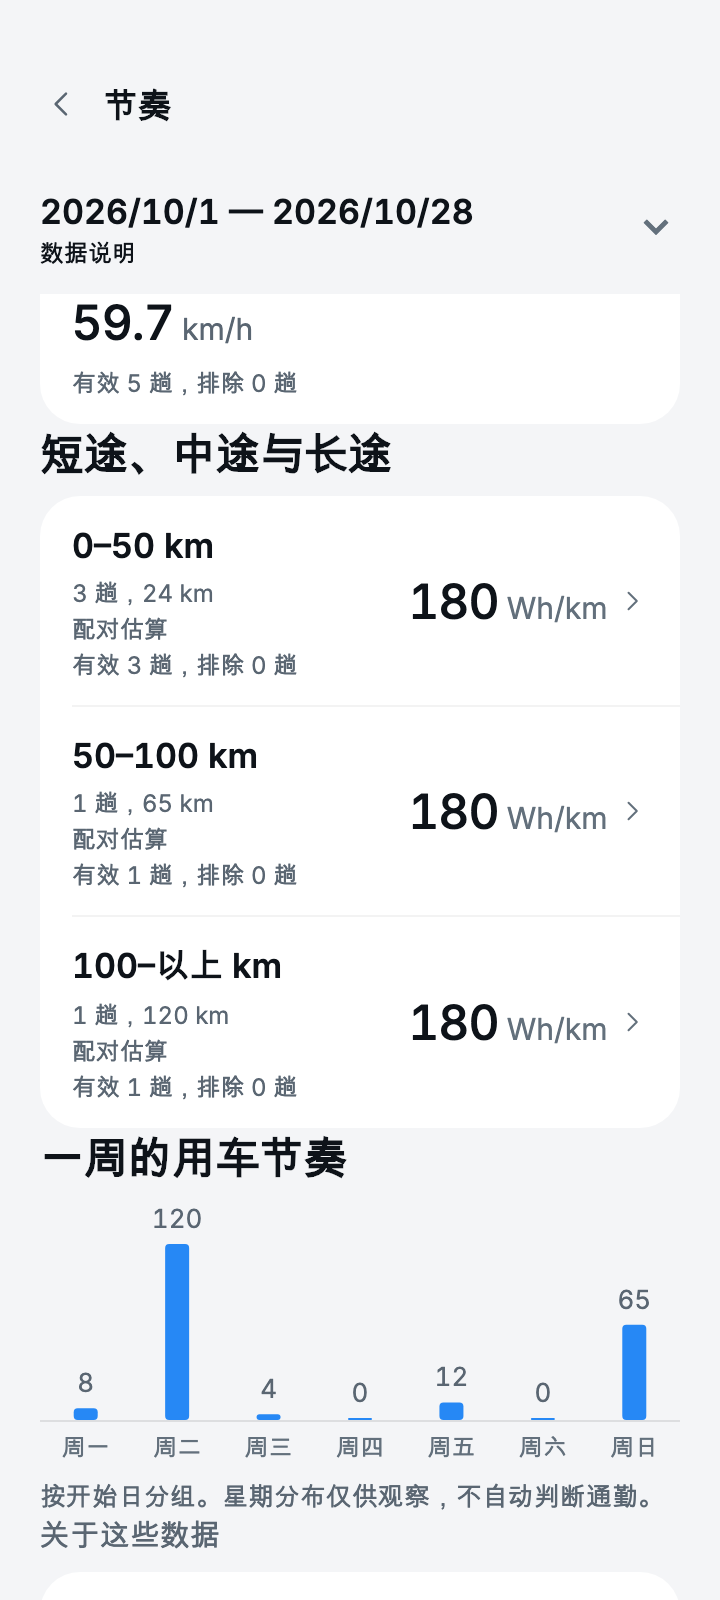 节奏
2026/10/1 — 2026/10/28
数据说明
59.7 km/h
有效 5 趟，排除 0 趟
短途、中途与长途
0–50 km
3 趟，24 km
配对估算
有效 3 趟，排除 0 趟
180 Wh/km
50–100 km
1 趟，65 km
配对估算
有效 1 趟，排除 0 趟
180 Wh/km
100–以上 km
1 趟，120 km
配对估算
有效 1 趟，排除 0 趟
180 Wh/km
一周的用车节奏
8 120 4 0 12 0 65
周一 周二 周三 周四 周五 周六 周日
按开始日分组。星期分布仅供观察，不自动判断通勤。
关于这些数据